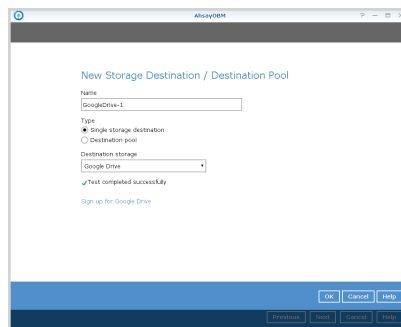 AhsayOBM
New Storage Destination / Destination Pool
Name
GoogleDrive-1
Type
Single storage destination
Destination pool
Destination storage
Google Drive
Test completed successfully
Sign up for Google Drive
OK Cancel Help
Previous Next Cancel Help